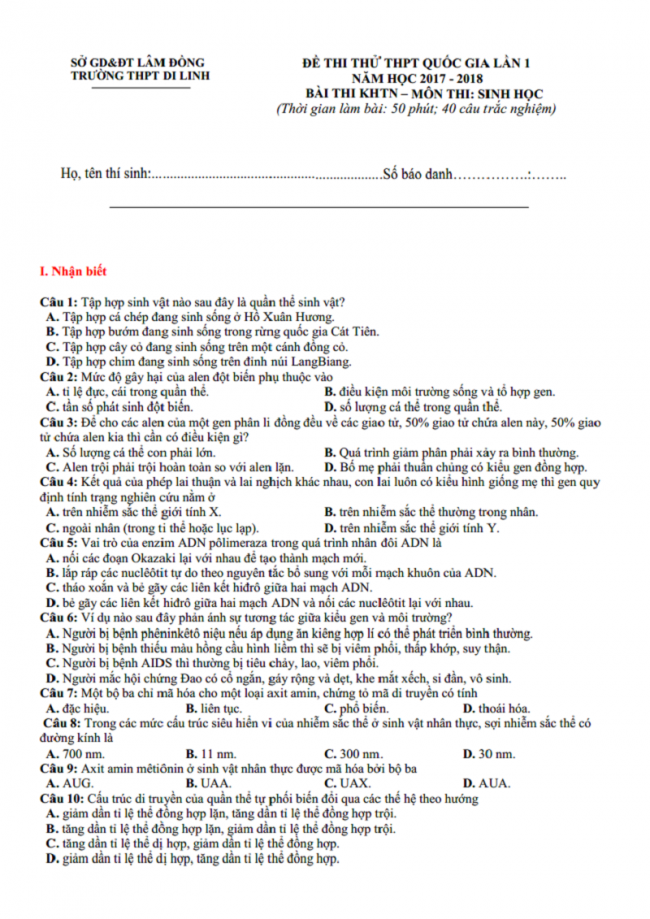 SỞ GD&ĐT LÂM ĐỒNG
TRƯỜNG THPT DI LINH
ĐỀ THI THỬ THPT QUỐC GIA LẦN 1
NĂM HỌC 2017 - 2018
BÀI THI KHTN – MÔN THI: SINH HỌC
(Thời gian làm bài: 50 phút; 40 câu trắc nghiệm)
Họ, tên thí sinh:..........................................................Số báo danh……………..:……..
I. Nhận biết
Câu 1: Tập hợp sinh vật nào sau đây là quần thể sinh vật?
A. Tập hợp cá chép đang sinh sống ở Hồ Xuân Hương.
B. Tập hợp bướm đang sinh sống trong rừng quốc gia Cát Tiên.
C. Tập hợp cây cỏ đang sinh sống trên một cánh đồng cỏ.
D. Tập hợp chim đang sinh sống trên đỉnh núi LangBiang.
Câu 2: Mức độ gây hại của alen đột biến phụ thuộc vào
A. tỉ lệ đực, cái trong quần thể. B. điều kiện môi trường sống và tổ hợp gen.
C. tần số phát sinh đột biến. D. số lượng cá thể trong quần thể.
Câu 3: Để cho các alen của một gen phân li đồng đều về các giao tử, 50% giao tử chứa alen này, 50% giao
tử chứa alen kia thì cần có điều kiện gì?
A. Số lượng cá thể con phải lớn. B. Quá trình giảm phân phải xảy ra bình thường.
C. Alen trội phải trội hoàn toàn so với alen lặn. D. Bố mẹ phải thuần chủng có kiểu gen đồng hợp.
Câu 4: Kết quả của phép lai thuận và lai nghịch khác nhau, con lai luôn có kiểu hình giống mẹ thì gen quy
định tính trạng nghiên cứu nằm ở
A. trên nhiễm sắc thể giới tính X. B. trên nhiễm sắc thể thường trong nhân.
C. ngoài nhân (trong ti thể hoặc lục lạp). D. trên nhiễm sắc thể giới tính Y.
Câu 5: Vai trò của enzim ADN pôlimeraza trong quá trình nhân đôi ADN là
A. nối các đoạn Okazaki lại với nhau để tạo thành mạch mới.
B. lắp ráp các nuclêôtit tự do theo nguyên tắc bổ sung với mỗi mạch khuôn của ADN.
C. tháo xoắn và bẻ gãy các liên kết hiđrô giữa hai mạch ADN.
D. bẻ gãy các liên kết hiđrô giữa hai mạch ADN và nối các nuclêôtit lại với nhau.
Câu 6: Ví dụ nào sau đây phản ánh sự tương tác giữa kiểu gen và môi trường?
A. Người bị bệnh phêninkêtô niệu nếu áp dụng ăn kiêng hợp lí có thể phát triển bình thường.
B. Người bị bệnh thiếu máu hồng cầu hình liềm thì sẽ bị viêm phổi, thấp khớp, suy thận.
C. Người bị bệnh AIDS thì thường bị tiêu chảy, lao, viêm phổi.
D. Người mắc hội chứng Đao có cổ ngắn, gáy rộng và dẹt, khe mắt xếch, si đần, vô sinh.
Câu 7: Một bộ ba chỉ mã hóa cho một loại axit amin, chứng tỏ mã di truyền có tính
A. đặc hiệu. B. liên tục. C. phổ biến. D. thoái hóa.
Câu 8: Trong các mức cấu trúc siêu hiển vi của nhiễm sắc thể ở sinh vật nhân thực, sợi nhiễm sắc thể có
đường kính là
A. 700 nm. B. 11 nm. C. 300 nm. D. 30 nm.
Câu 9: Axit amin mêtiônin ở sinh vật nhân thực được mã hóa bởi bộ ba
A. AUG. B. UAA. C. UAX. D. AUA.
Câu 10: Cấu trúc di truyền của quần thể tự phối biến đổi qua các thế hệ theo hướng
A. giảm dần tỉ lệ thể đồng hợp lặn, tăng dần tỉ lệ thể đồng hợp trội.
B. tăng dần tỉ lệ thể đồng hợp lặn, giảm dần tỉ lệ thể đồng hợp trội.
C. tăng dần tỉ lệ thể dị hợp, giảm dần tỉ lệ thể đồng hợp.
D. giảm dần tỉ lệ thể dị hợp, tăng dần tỉ lệ thể đồng hợp.